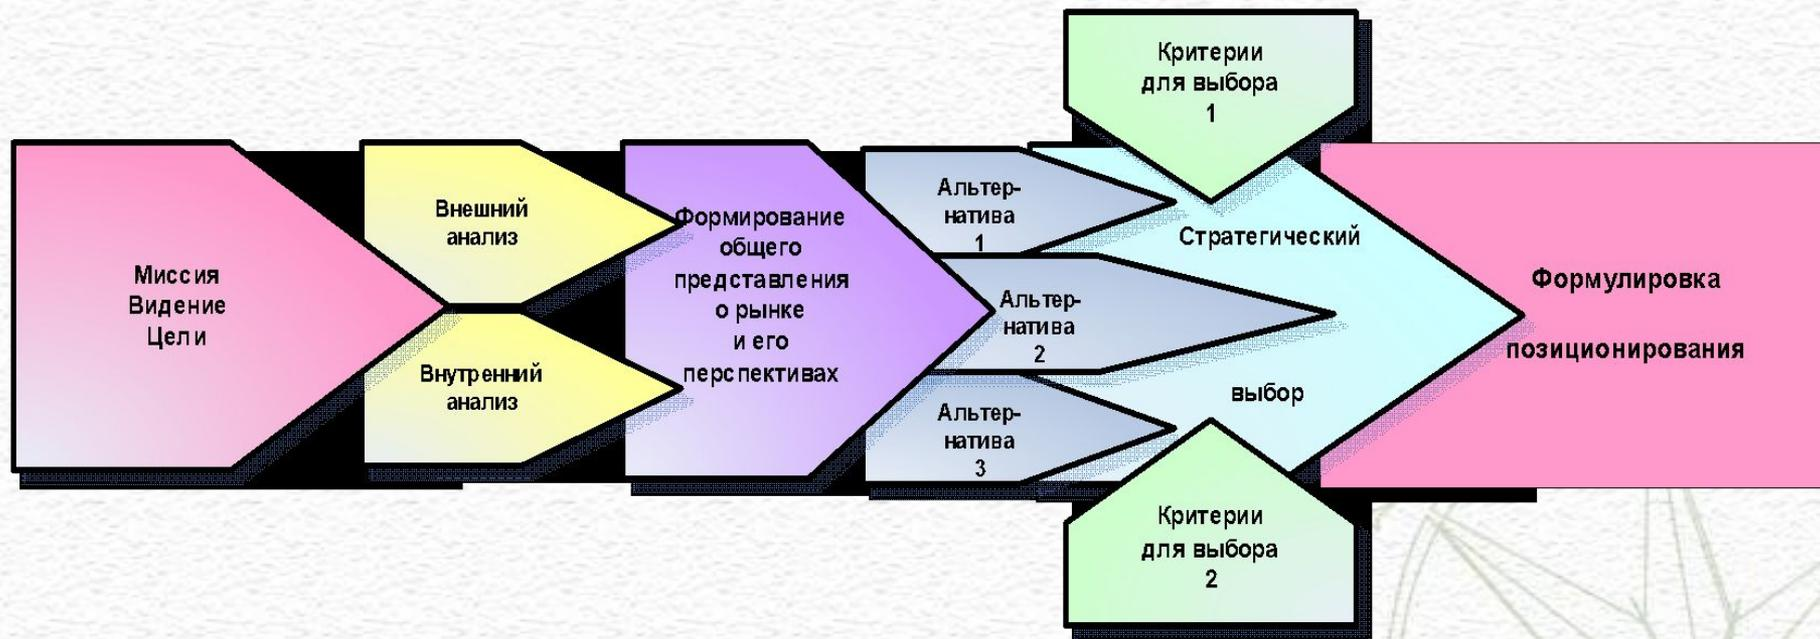 Миссия
Видение
Цели
Внешний
анализ
Внутренний
анализ
Формирование
общего
представления
о рынке
и его
перспективах
Альтер-
натива
1
Альтер-
натива
2
Альтер-
натива
3
Критерии
для выбора
1
Стратегический
выбор
Критерии
для выбора
2
Формулировка
позиционирования